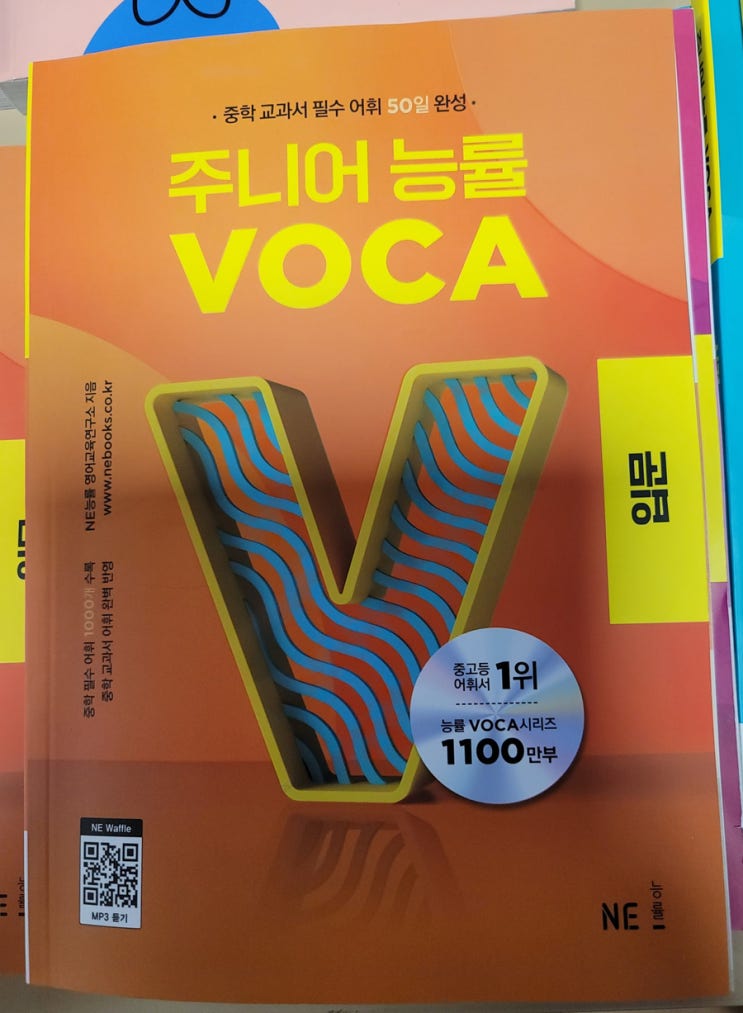 · 중학 교과서 필수 어휘 50일 완성 ·
주니어 능률
VOCA
NE능률 영어교육연구소 지음
www.nebooks.co.kr
중학 필수 어휘 1000개 수록
중학 교과서 어휘 완벽 반영
입문
중고등
어휘서 1위
능률 VOCA시리즈
1100만부
NE Waffle
MP3 듣기
NE 능률